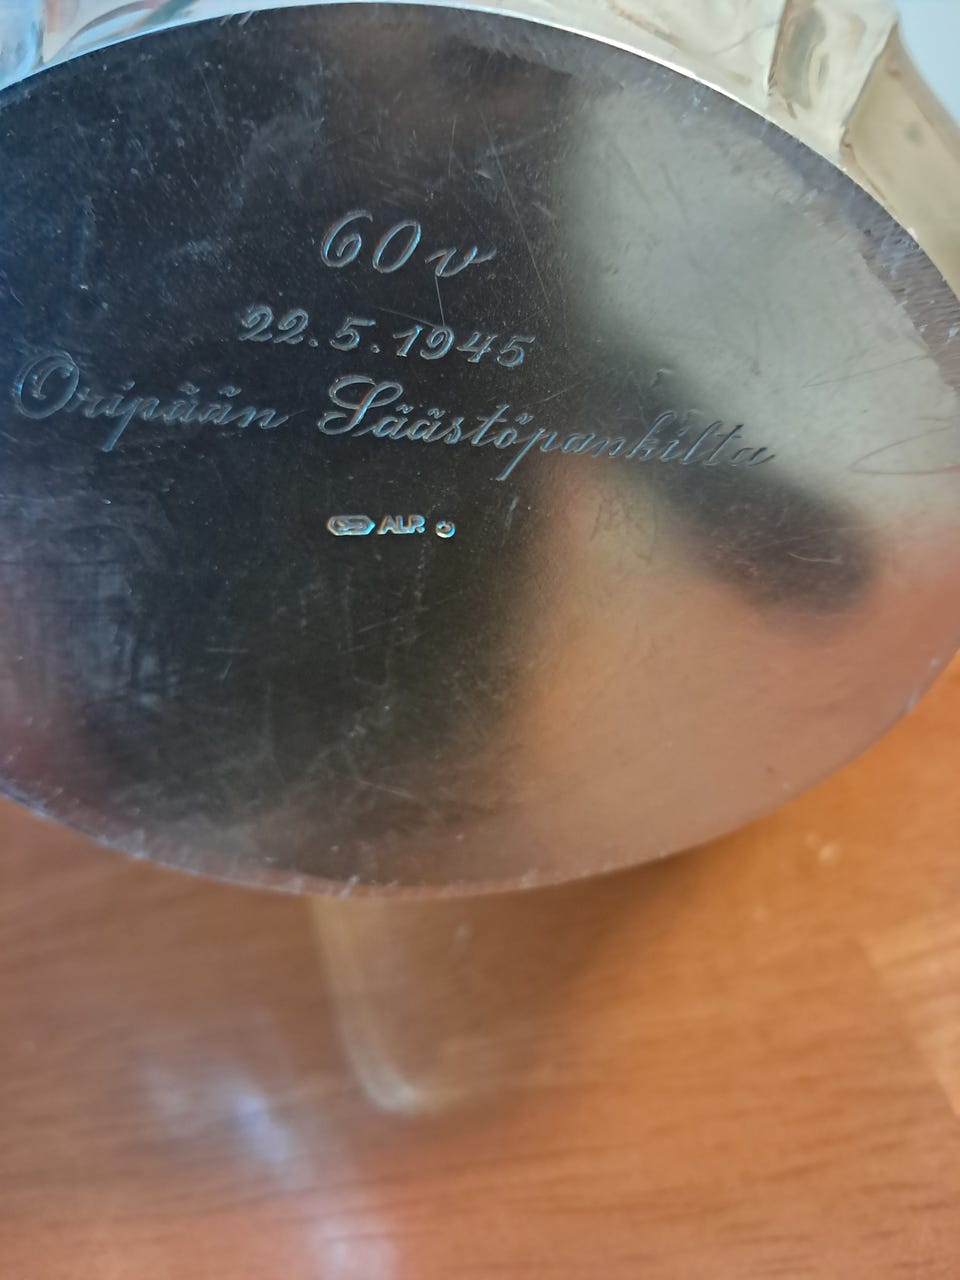 60 v
22.5.1945
Oripään Säästöpankilta
ALP.